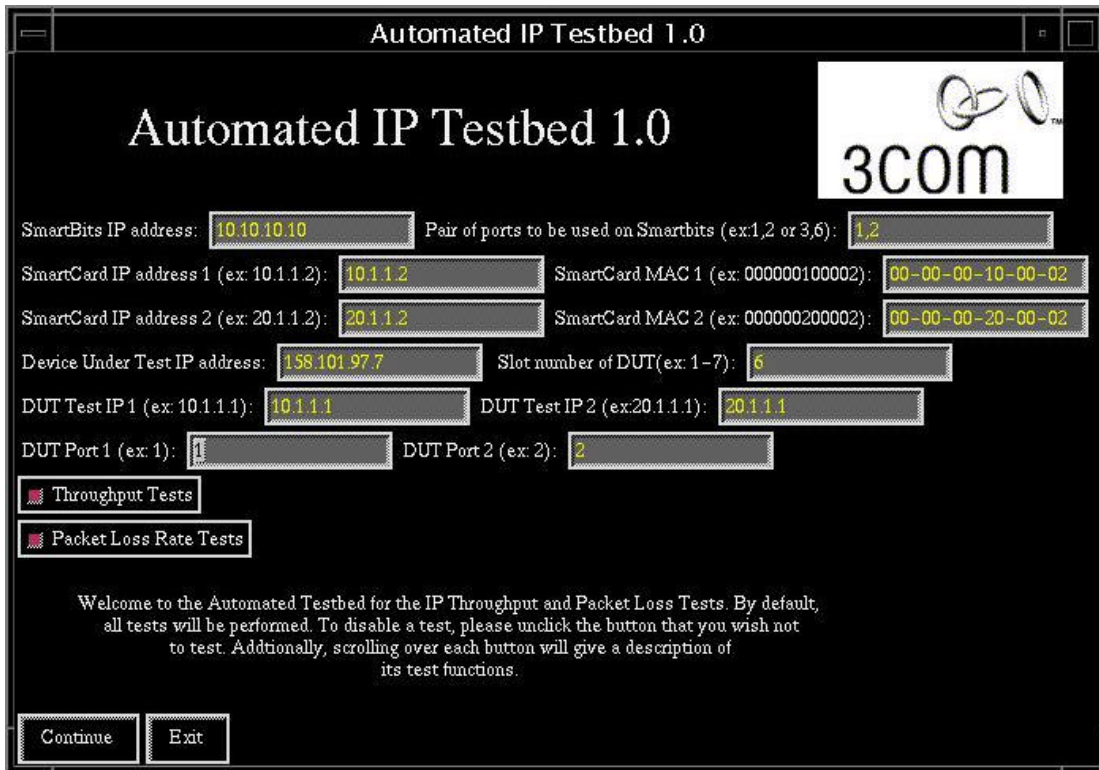 Automated IP Testbed 1.0
Automated IP Testbed 1.0
3COM
TM
SmartBits IP address: 10.10.10.10 Pair of ports to be used on Smartbits (ex:1,2 or 3,6): 1,2
SmartCard IP address 1 (ex: 10.1.1.2): 10.1.1.2 SmartCard MAC 1 (ex: 000000100002): 00-00-00-10-00-02
SmartCard IP address 2 (ex: 20.1.1.2): 20.1.1.2 SmartCard MAC 2 (ex: 000000200002): 00-00-00-20-00-02
Device Under Test IP address: 158.101.97.7 Slot number of DUT(ex: 1-7): 6
DUT Test IP 1 (ex: 10.1.1.1): 10.1.1.1 DUT Test IP 2 (ex:20.1.1.1): 20.1.1.1
DUT Port 1 (ex: 1): 1 DUT Port 2 (ex: 2): 2
Throughput Tests
Packet Loss Rate Tests
Welcome to the Automated Testbed for the IP Throughput and Packet Loss Tests. By default,
all tests will be performed. To disable a test, please unclick the button that you wish not
to test. Addtionally, scrolling over each button will give a description of
its test functions.
Continue Exit